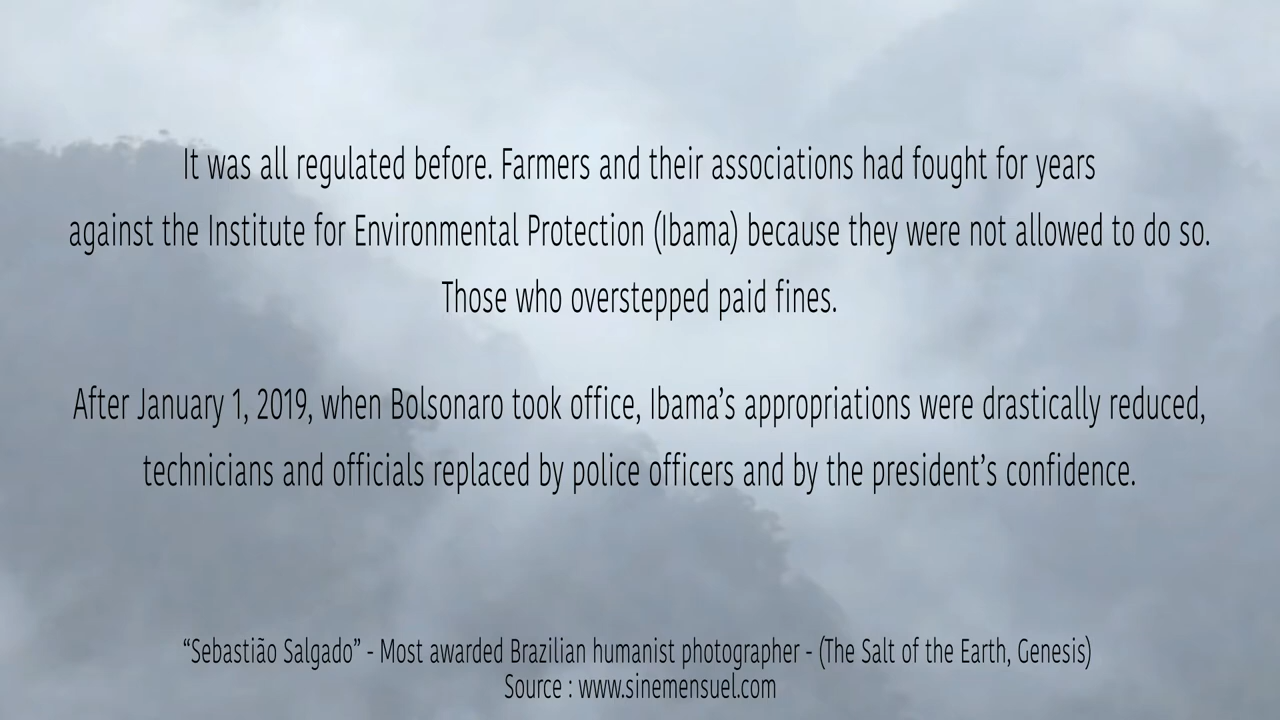 It was all regulated before. Farmers and their associations had fought for years
against the Institute for Environmental Protection (Ibama) because they were not allowed to do so.
Those who overstepped paid fines.
After January 1, 2019, when Bolsonaro took office, Ibama’s appropriations were drastically reduced,
technicians and officials replaced by police officers and by the president’s confidence.
“Sebastião Salgado” - Most awarded Brazilian humanist photographer - (The Salt of the Earth, Genesis)
Source : www.sinemensuel.com